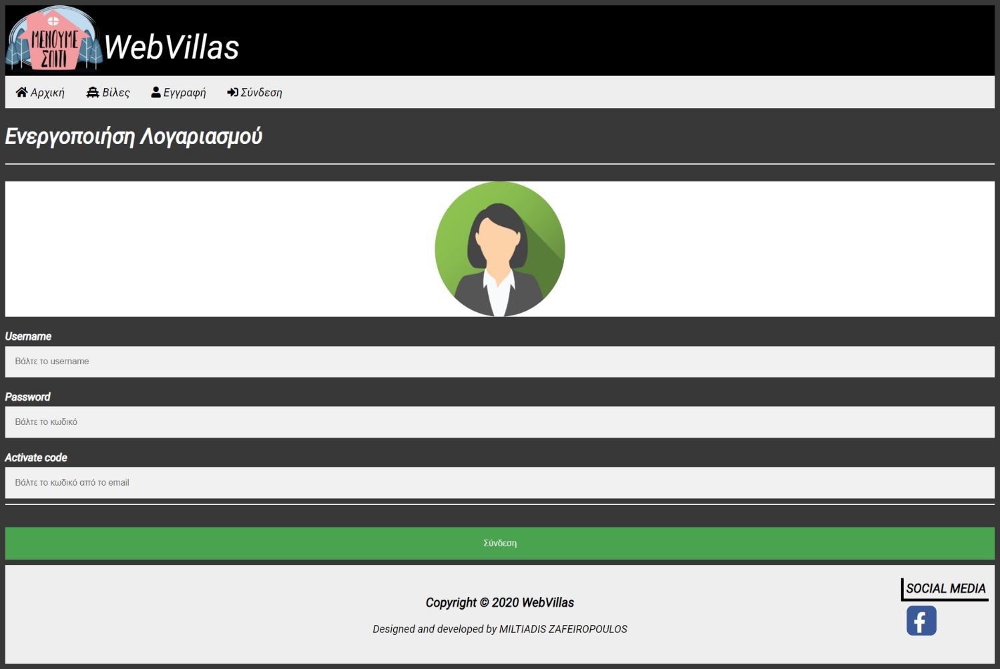 ΜΕΝΟΥΜΕ
ΣΠΙΤΙ
WebVillas
Αρχική Βίλες Εγγραφή Σύνδεση
Ενεργοποιήση Λογαριασμού
Username
Βάλτε το username
Password
Βάλτε το κωδικό
Activate code
Βάλτε το κωδικό από το email
Σύνδεση
SOCIAL MEDIA
Copyright © 2020 WebVillas
Designed and developed by MILTIADIS ZAFEIROPOULOS